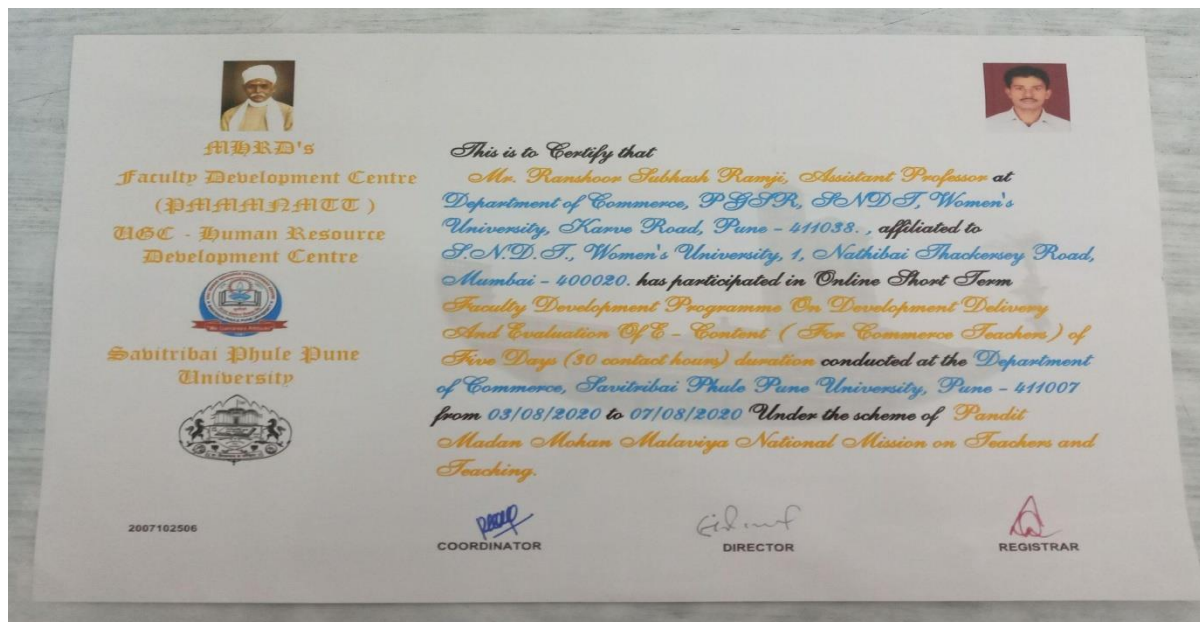 MHRD's
Faculty Development Centre
(PMMMNMTT )
UGC - Human Resource
Development Centre
Savitribai Phule Pune
University
This is to Certify that
Mr. Ranshoor Subhash Ramji, Assistant Professor at
Department of Commerce, PGSR, SNDT, Women's
University, Karve Road, Pune - 411038. , affiliated to
S.N.D.T., Women's University, 1, Nathibai Thackersey Road,
Mumbai - 400020. has participated in Online Short Term
Faculty Development Programme On Development Delivery
And Evaluation Of E - Content ( For Commerce Teachers) of
Five Days (30 contact hours) duration conducted at the Department
of Commerce, Savitribai Phule Pune University, Pune - 411007
from 03/08/2020 to 07/08/2020 Under the scheme of Pandit
Madan Mohan Malaviya National Mission on Teachers and
Teaching.
2007102506
COORDINATOR
DIRECTOR
REGISTRAR